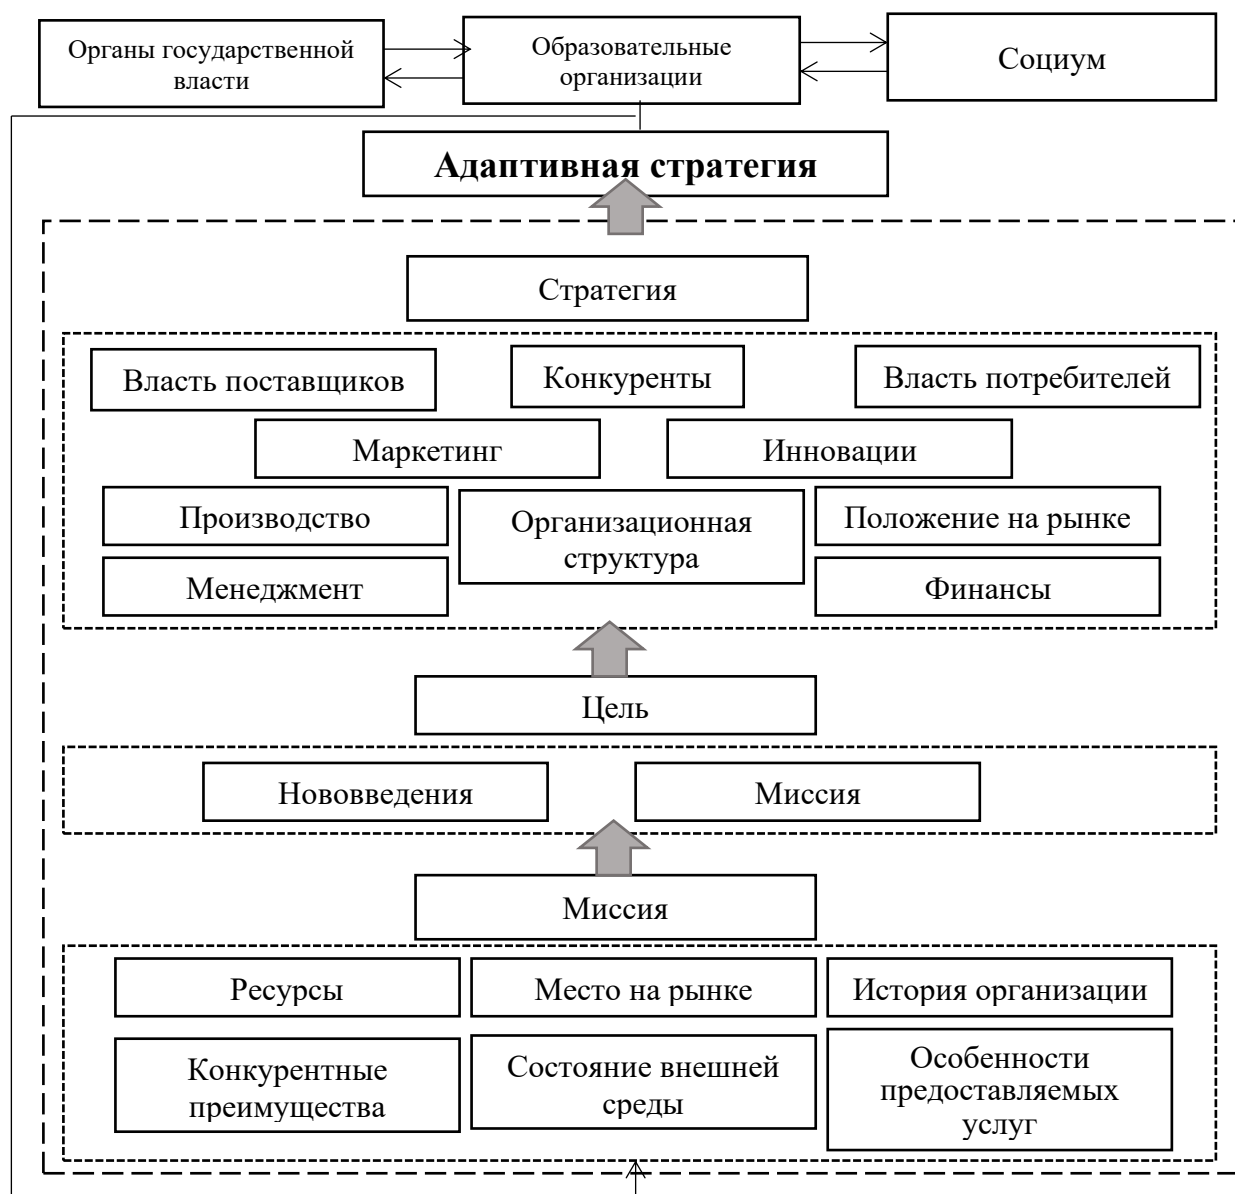 Органы государственной
власти
Образовательные
организации
Социум
Адаптивная стратегия
Стратегия
Власть поставщиков
Конкуренты
Власть потребителей
Маркетинг
Инновации
Производство
Организационная
структура
Положение на рынке
Менеджмент
Финансы
Цель
Нововведения
Миссия
Миссия
Ресурсы
Место на рынке
История организации
Конкурентные
преимущества
Состояние внешней
среды
Особенности
предоставляемых
услуг